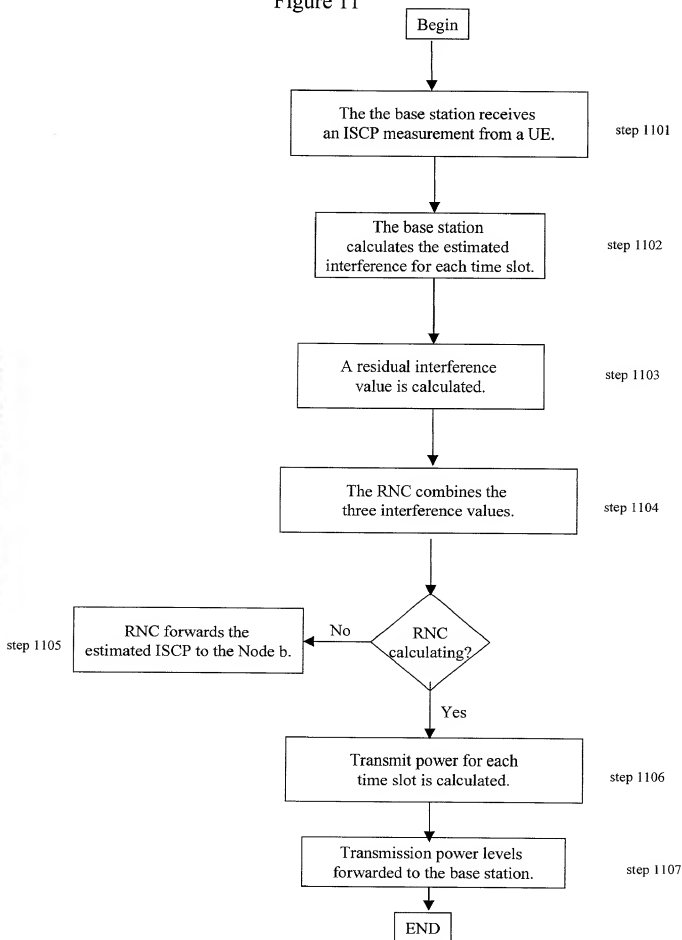 Figure 11
Begin
The the base station receives
an ISCP measurement from a UE.
step 1101
The base station
calculates the estimated
interference for each time slot.
step 1102
A residual interference
value is calculated.
step 1103
The RNC combines the
three interference values.
step 1104
RNC
calculating?
No
RNC forwards the
estimated ISCP to the Node b.
step 1105
Yes
Transmit power for each
time slot is calculated.
step 1106
Transmission power levels
forwarded to the base station.
step 1107
END